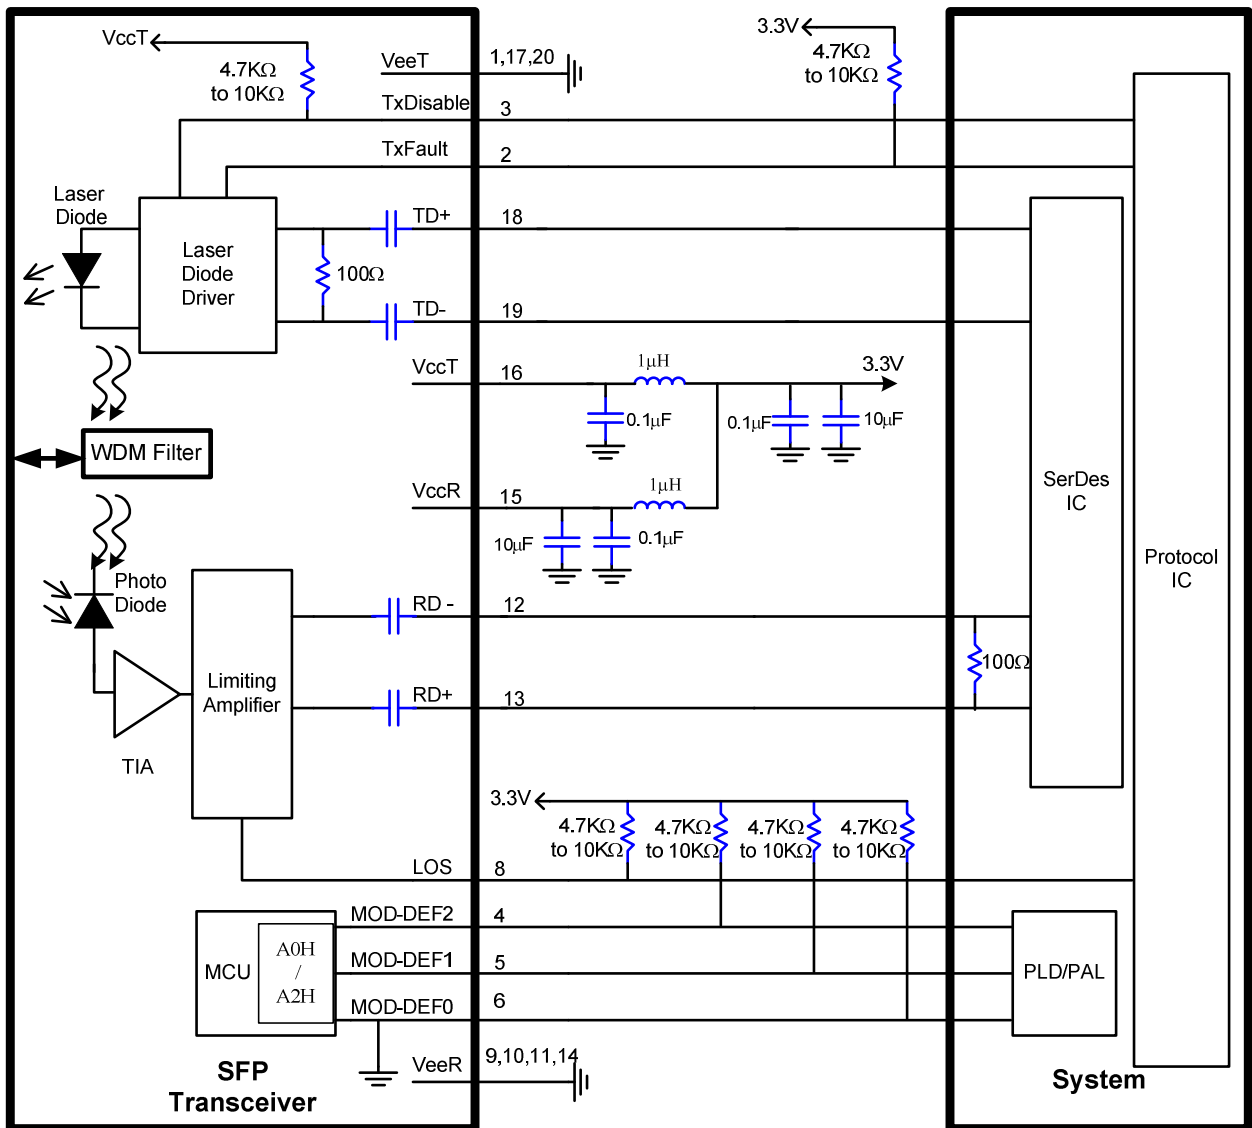 VccT
4.7KΩ
to 10KΩ
VeeT
1,17,20
3.3V
4.7KΩ
to 10KΩ
TxDisable
3
TxFault
2
Laser
Diode
Laser
Diode
Driver
TD+
18
100Ω
TD-
19
VccT
16
1µH
3.3V
0.1µF
0.1µF
10µF
WDM Filter
VccR
15
1µH
10µF
0.1µF
SerDes
IC
Protocol
IC
Photo
Diode
RD -
12
Limiting
Amplifier
RD+
13
100Ω
TIA
3.3V
4.7KΩ
to 10KΩ
4.7KΩ
to 10KΩ
4.7KΩ
to 10KΩ
4.7KΩ
to 10KΩ
LOS
8
MOD-DEF2
4
MCU
A0H
/
A2H
MOD-DEF1
5
PLD/PAL
MOD-DEF0
6
VeeR
9,10,11,14
SFP
Transceiver
System